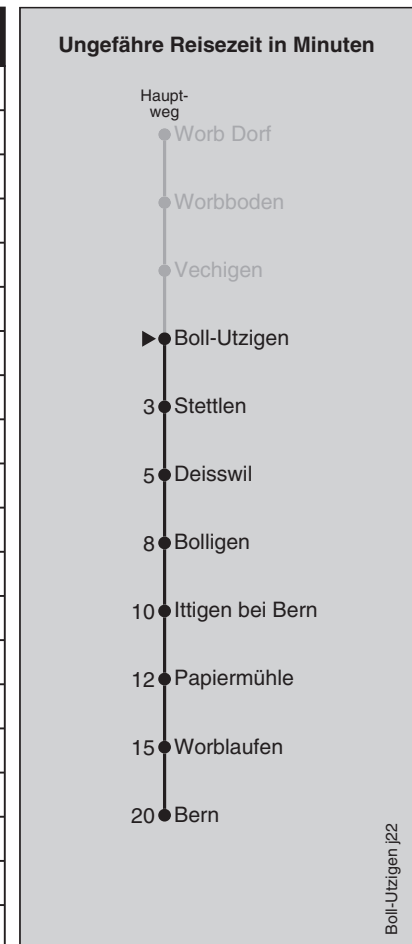 Ungefähre Reisezeit in Minuten
Haupt-
weg
Worb Dorf
Worbboden
Vechigen
Boll-Utzigen
3 Stettlen
5 Deisswil
8 Bolligen
10 Ittigen bei Bern
12 Papiermühle
15 Worblaufen
20 Bern
Boll-Utzigen j22